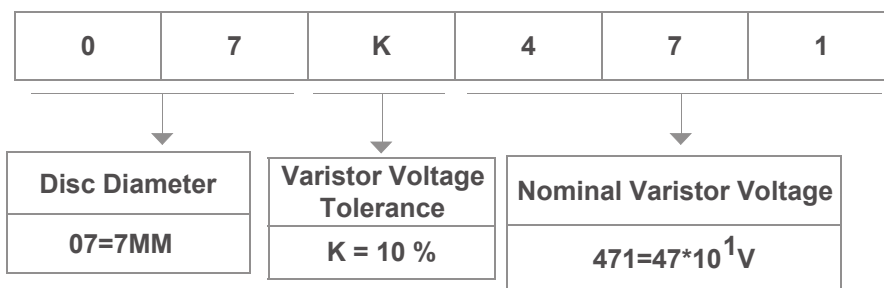 0 7 K 4 7 1
Disc Diameter
07=7MM
Varistor Voltage
Tolerance
K = 10 %
Nominal Varistor Voltage
471=47*10¹V